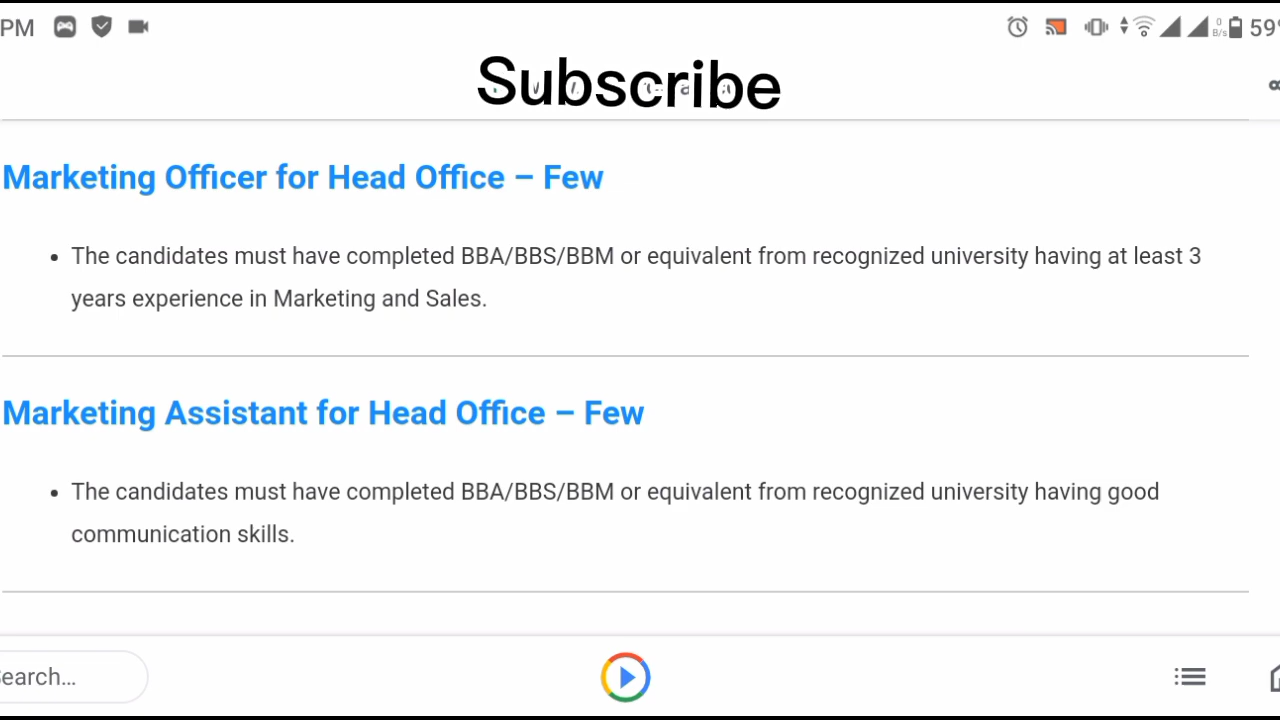 PM
0
B/s
59
Subscribe
Marketing Officer for Head Office – Few
• The candidates must have completed BBA/BBS/BBM or equivalent from recognized university having at least 3
years experience in Marketing and Sales.
Marketing Assistant for Head Office – Few
• The candidates must have completed BBA/BBS/BBM or equivalent from recognized university having good
communication skills.
earch...